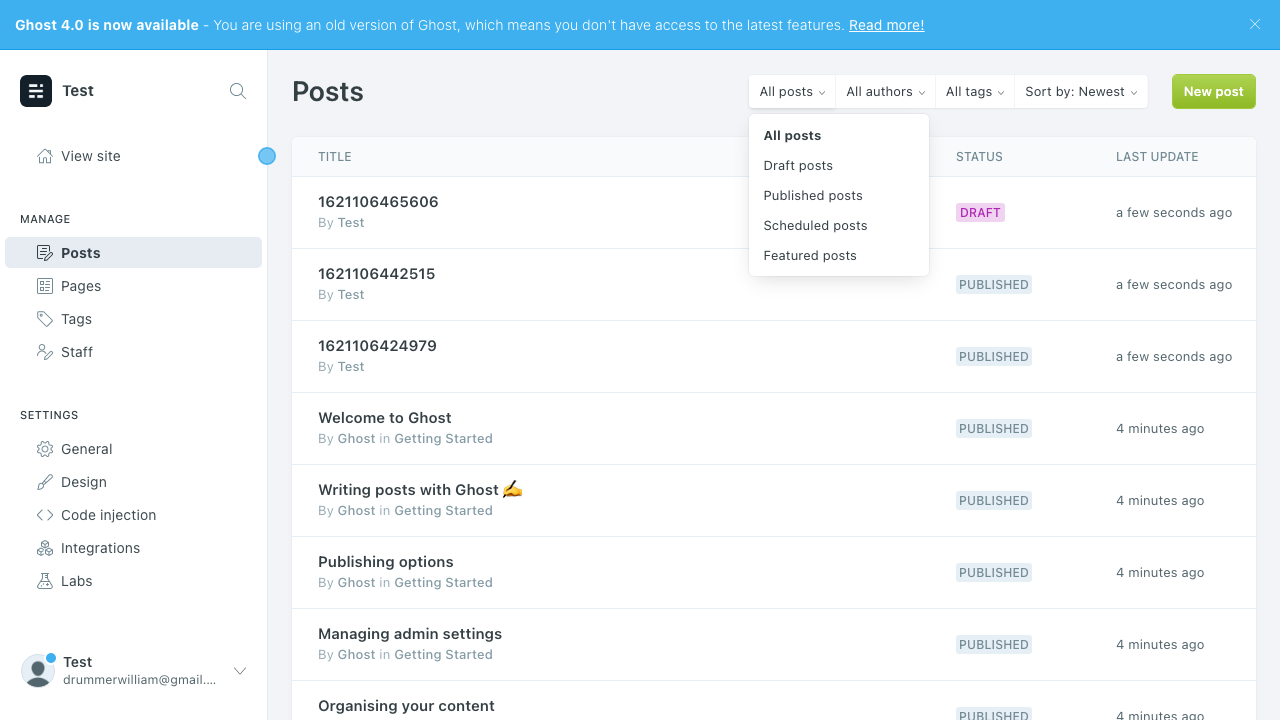 Ghost 4.0 is now available - You are using an old version of Ghost, which means you don't have access to the latest features. Read more!
Test
View site
MANAGE
Posts
Pages
Tags
Staff
SETTINGS
General
Design
Code injection
Integrations
Labs
Test
drummerwilliam@gmail....
Posts
All posts
All authors
All tags
Sort by: Newest
New post
All posts
Draft posts
Published posts
Scheduled posts
Featured posts
TITLE STATUS LAST UPDATE
1621106465606 DRAFT a few seconds ago
By Test
1621106442515 PUBLISHED a few seconds ago
By Test
1621106424979 PUBLISHED a few seconds ago
By Test
Welcome to Ghost PUBLISHED 4 minutes ago
By Ghost in Getting Started
Writing posts with Ghost ✍️ PUBLISHED 4 minutes ago
By Ghost in Getting Started
Publishing options PUBLISHED 4 minutes ago
By Ghost in Getting Started
Managing admin settings PUBLISHED 4 minutes ago
By Ghost in Getting Started
Organising your content PUBLISHED 4 minutes ago